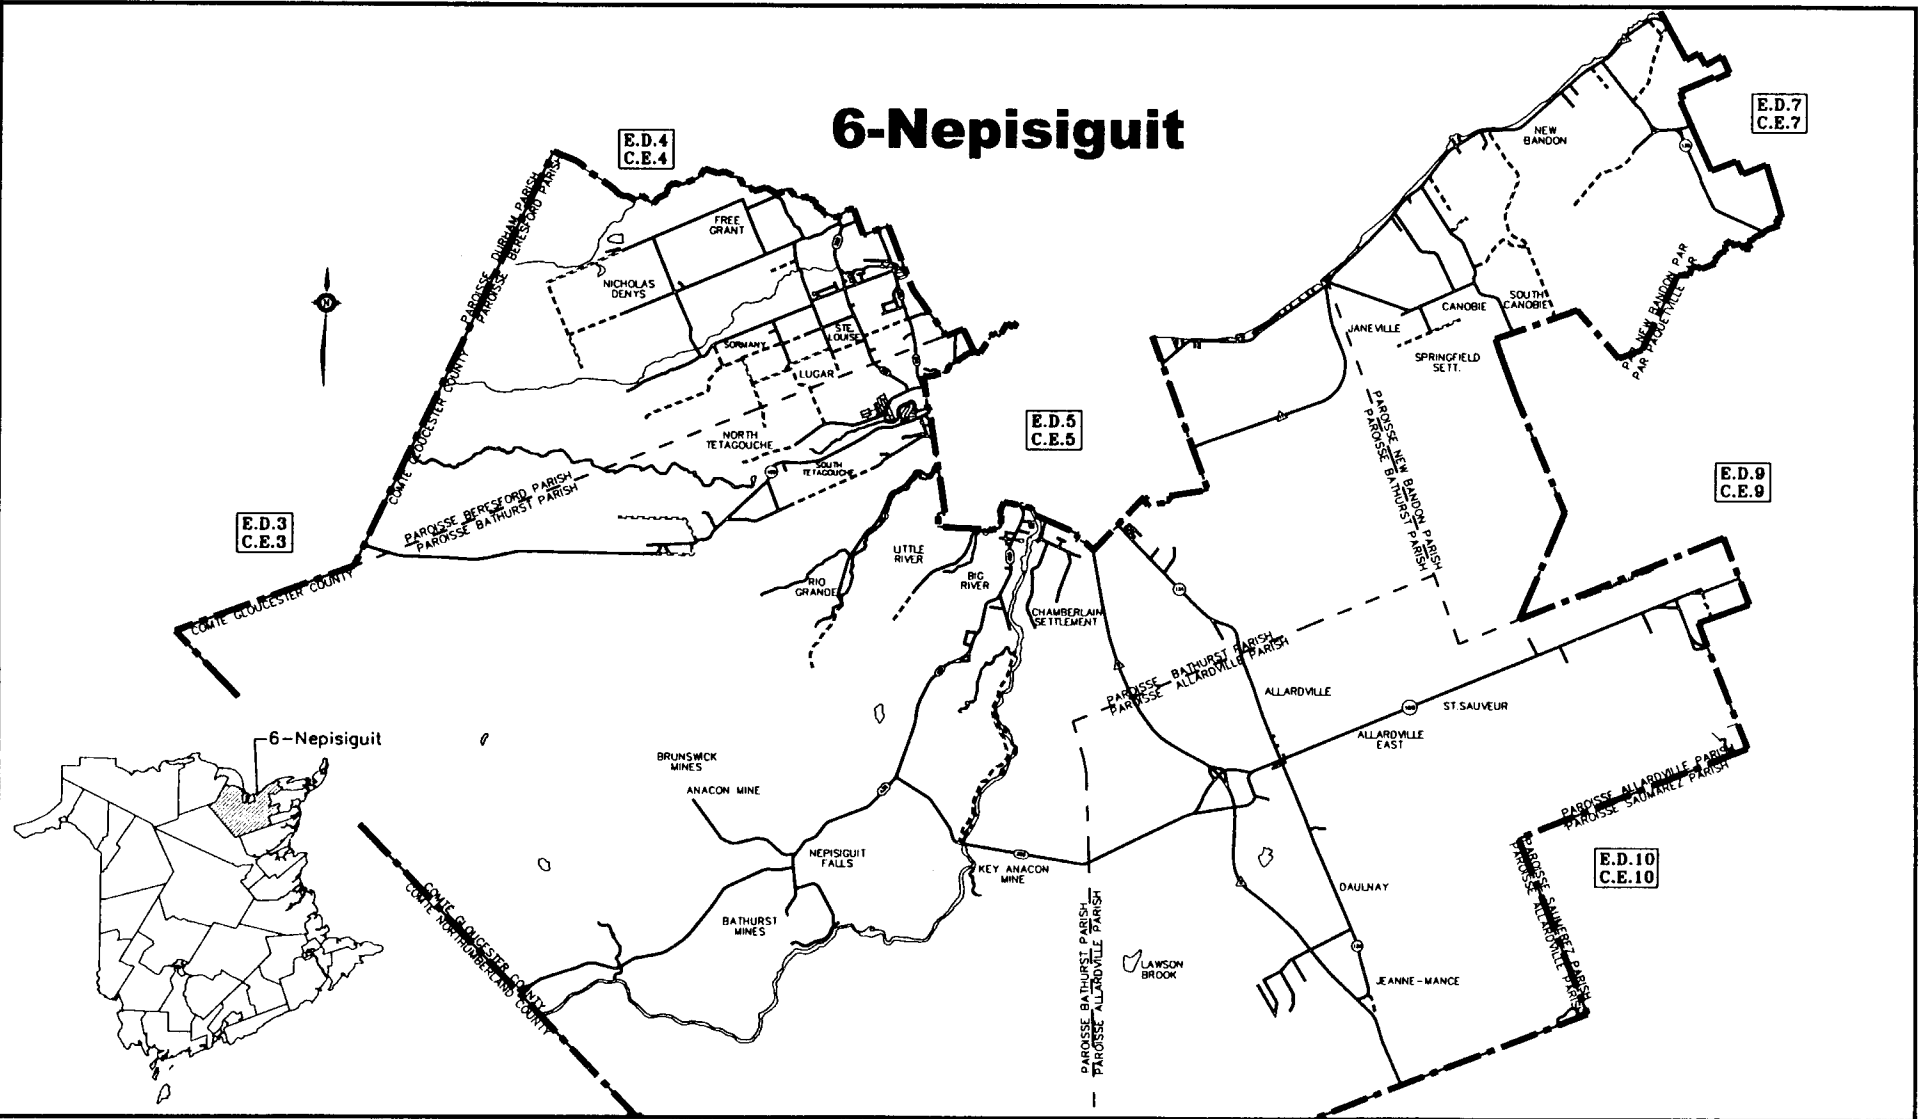 6-Nepisiguit
E.D.4
C.E.4
E.D.7
C.E.7
NEW
BANDON
PAROISSE DURHAM PARISH
PAROISSE BERESFORD PARISH
FREE
GRANT
NICHOLAS
DENYS
N
STE.
LOUISE
SORMANY
LUGAR
CANOBIE
SOUTH
CANOBIE
JANEVILLE
SPRINGFIELD
SETT.
P. NEW BANDON PAR
PAR PAQUETVILLE PAR
COMTE GLOUCESTER COUNTY
NORTH
TETAGOUCHE
SOUTH
TETAGOUCHE
E.D.5
C.E.5
PAROISSE NEW BANDON PARISH
PAROISSE BATHURST PARISH
E.D.9
C.E.9
PAROISSE BERESFORD PARISH
PAROISSE BATHURST PARISH
E.D.3
C.E.3
COMTE GLOUCESTER COUNTY
LITTLE
RIVER
RIO
GRANDE
BIG
RIVER
CHAMBERLAIN
SETTLEMENT
PAROISSE BATHURST PARISH
PAROISSE ALLARDVILLE PARISH
ALLARDVILLE
ST.SAUVEUR
ALLARDVILLE
EAST
6-Nepisiguit
BRUNSWICK
MINES
ANACON MINE
NEPISIGUIT
FALLS
KEY ANACON
MINE
BATHURST
MINES
PAROISSE ALLARDVILLE PARISH
PAROISSE SAUMAREZ PARISH
E.D.10
C.E.10
PAROISSE SAUMEREZ PARISH
PAROISSE ALLARDVILLE PARISH
DAULNAY
COMTE GLOUCESTER COUNTY
COMTE NORTHUMBERLAND COUNTY
PAROISSE BATHURST PARISH
PAROISSE ALLARDVILLE PARISH
LAWSON
BROOK
JEANNE-MANCE